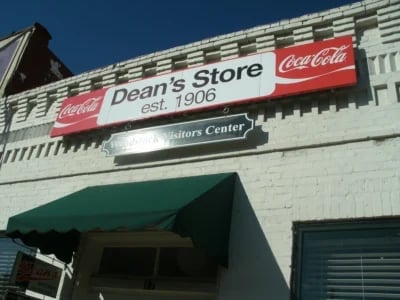 Coca-Cola Dean's Store Coca-Cola
est. 1906
Visitors Center